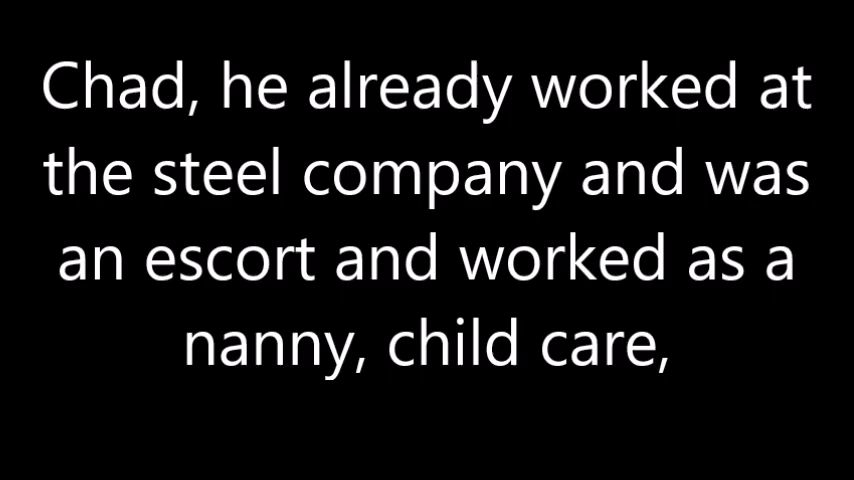 Chad, he already worked at
the steel company and was
an escort and worked as a
nanny, child care,